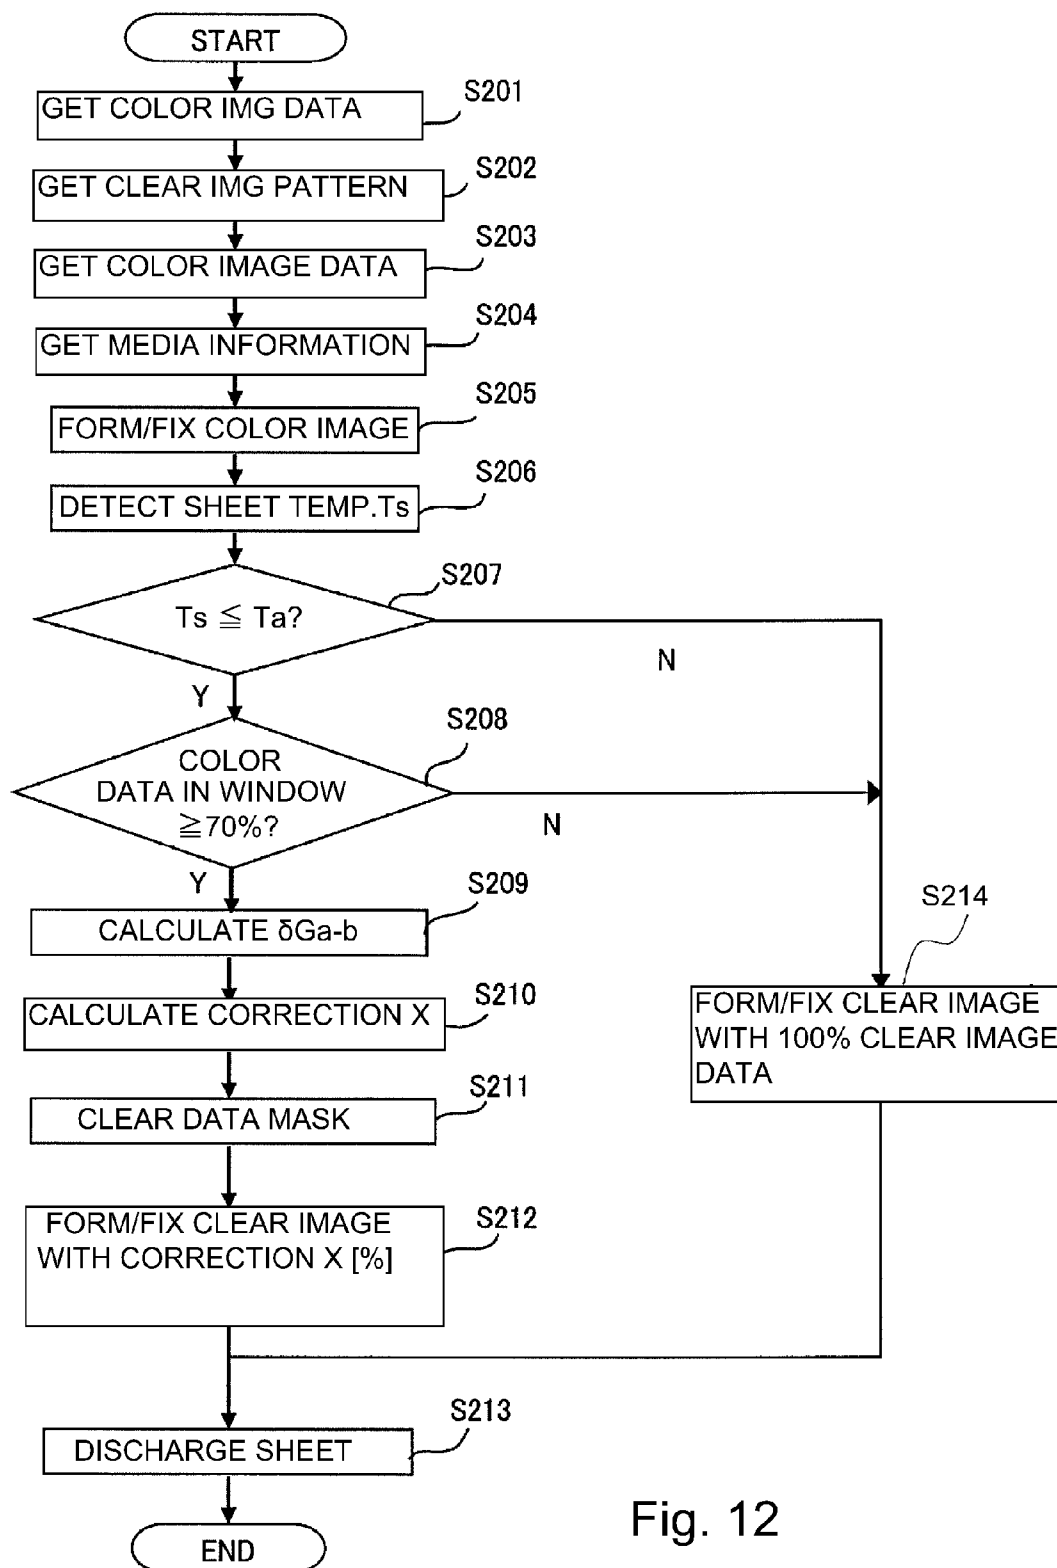 START
S201
GET COLOR IMG DATA
S202
GET CLEAR IMG PATTERN
S203
GET COLOR IMAGE DATA
S204
GET MEDIA INFORMATION
S205
FORM/FIX COLOR IMAGE
S206
DETECT SHEET TEMP.Ts
S207
Ts ≦ Ta?
N
Y
S208
COLOR
DATA IN WINDOW
≧70%?
N
Y
S209
CALCULATE δGa-b
S210
CALCULATE CORRECTION X
S211
CLEAR DATA MASK
S212
FORM/FIX CLEAR IMAGE
WITH CORRECTION X [%]
S214
FORM/FIX CLEAR IMAGE
WITH 100% CLEAR IMAGE
DATA
S213
DISCHARGE SHEET
END
Fig. 12